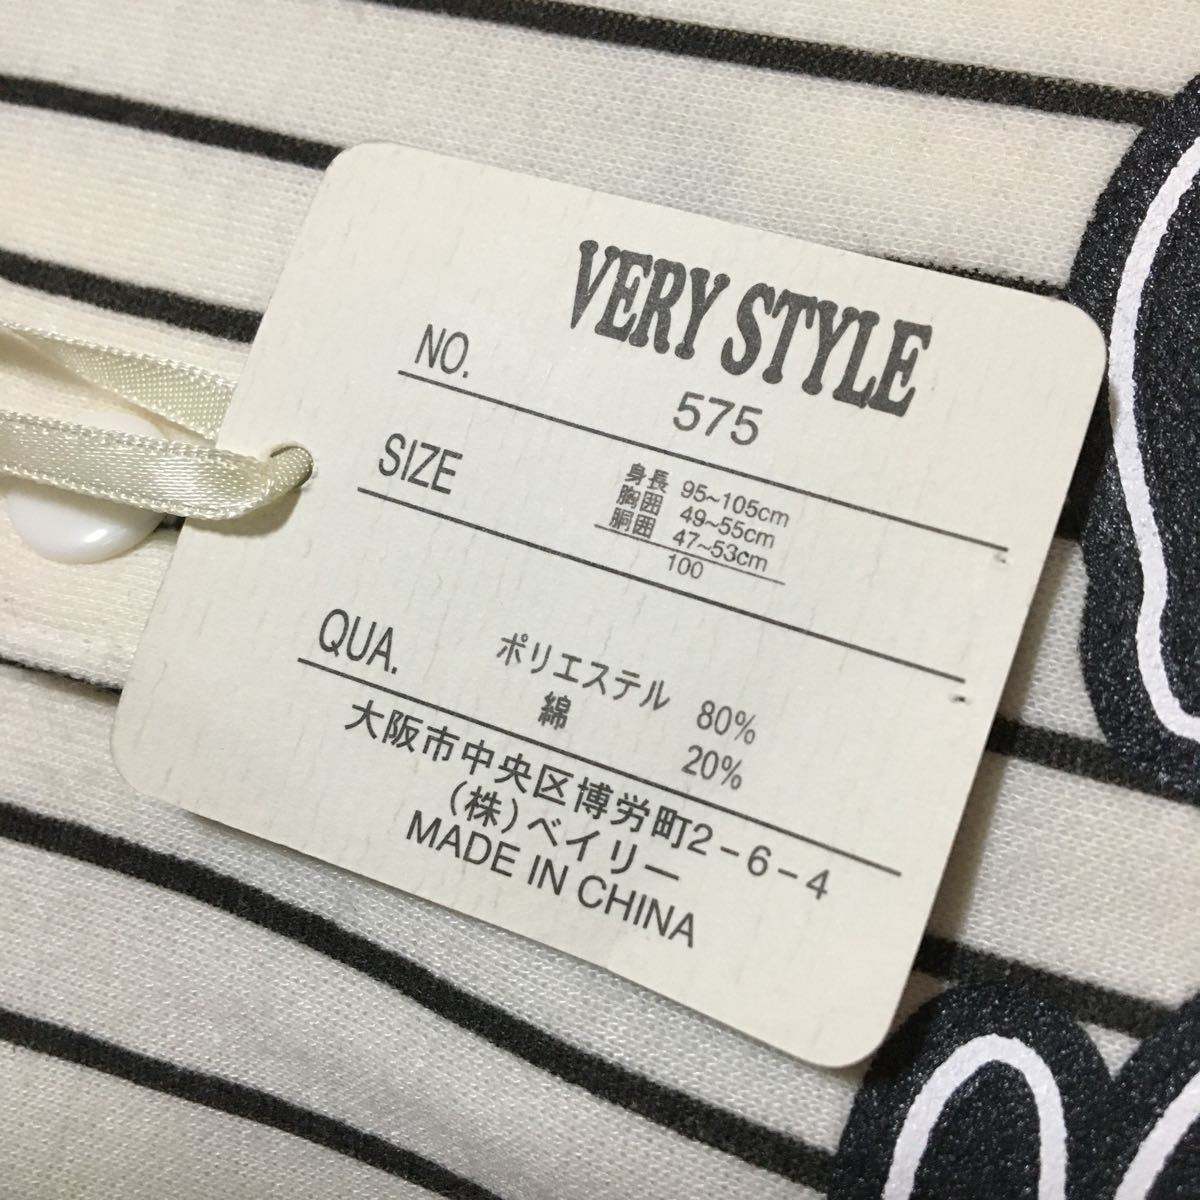 VERY STYLE
NO.
575
SIZE
身長 95~105cm
胸囲 49~55cm
胴囲 47~53cm
100
QUA.
ポリエステル 80%
綿 20%
大阪市中央区博労町2-6-4
(株)ベイリー
MADE IN CHINA